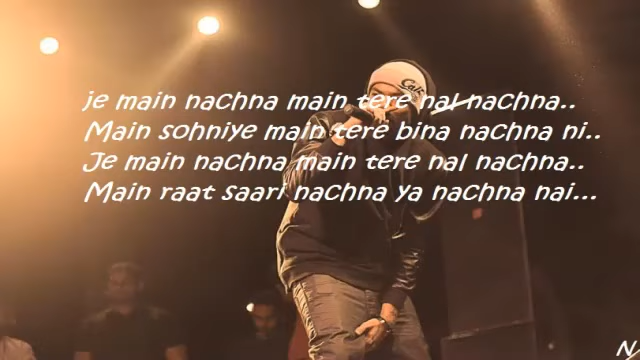 je main nachna main tere nal nachna..
Main sohniye main tere bina nachna ni..
Je main nachna main tere nal nachna..
Main raat saari nachna ya nachna nai...